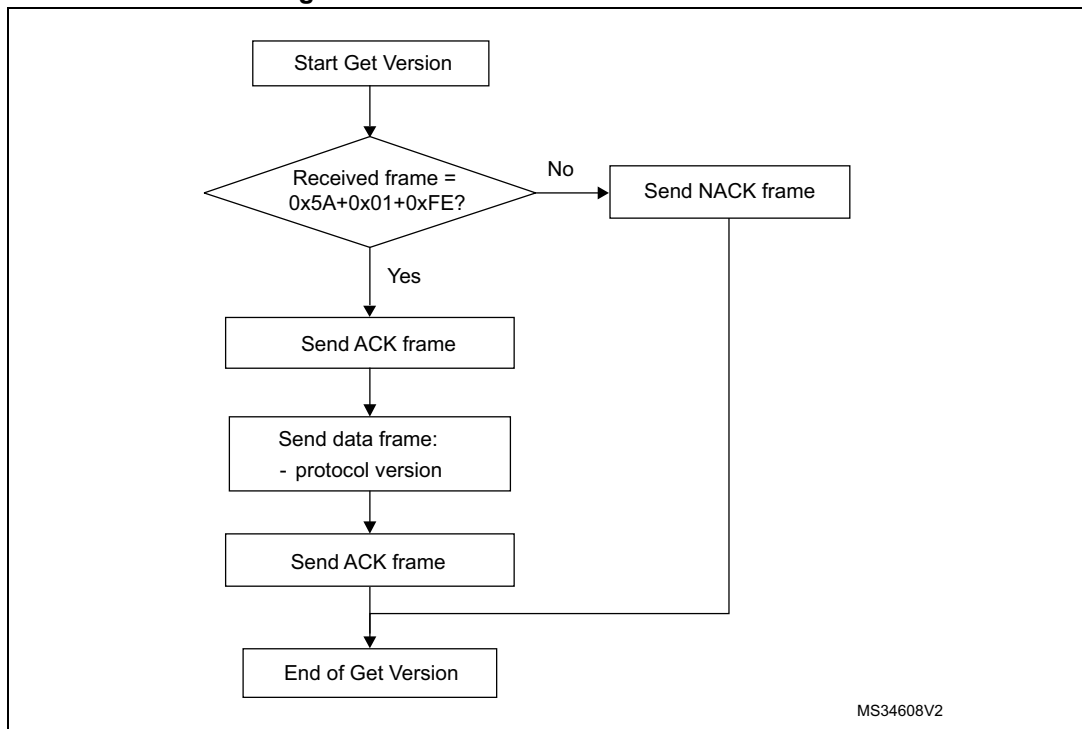 Start Get Version
Received frame =
0x5A+0x01+0xFE?
No
Send NACK frame
Yes
Send ACK frame
Send data frame:
- protocol version
Send ACK frame
End of Get Version
MS34608V2